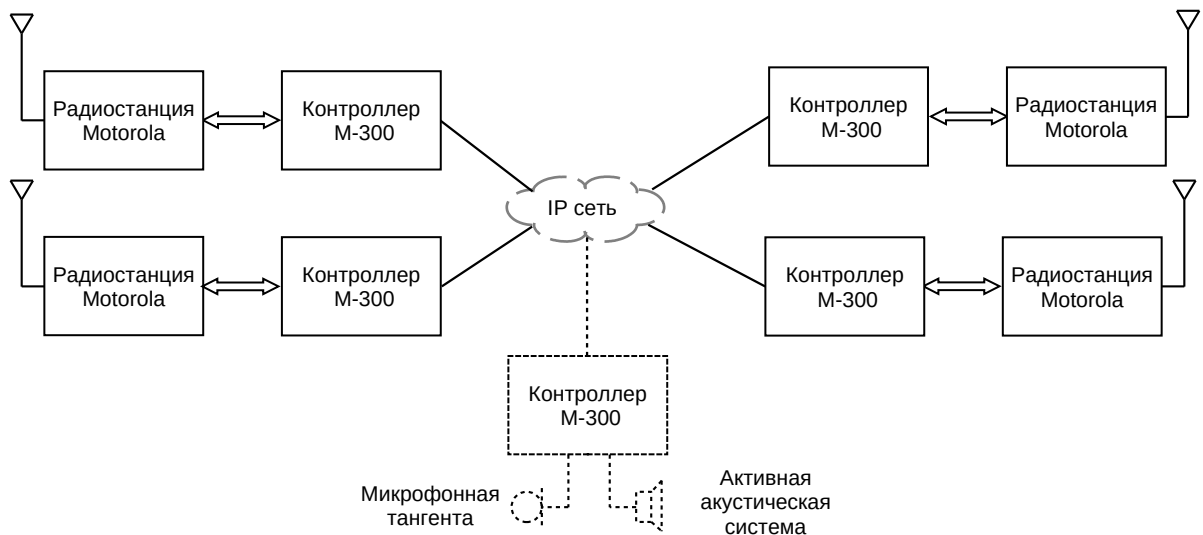 Радиостанция
Motorola
Контроллер
М-300
Контроллер
М-300
Радиостанция
Motorola
IP сеть
Радиостанция
Motorola
Контроллер
М-300
Контроллер
М-300
Радиостанция
Motorola
Контроллер
М-300
Микрофонная
тангента
Активная
акустическая
система